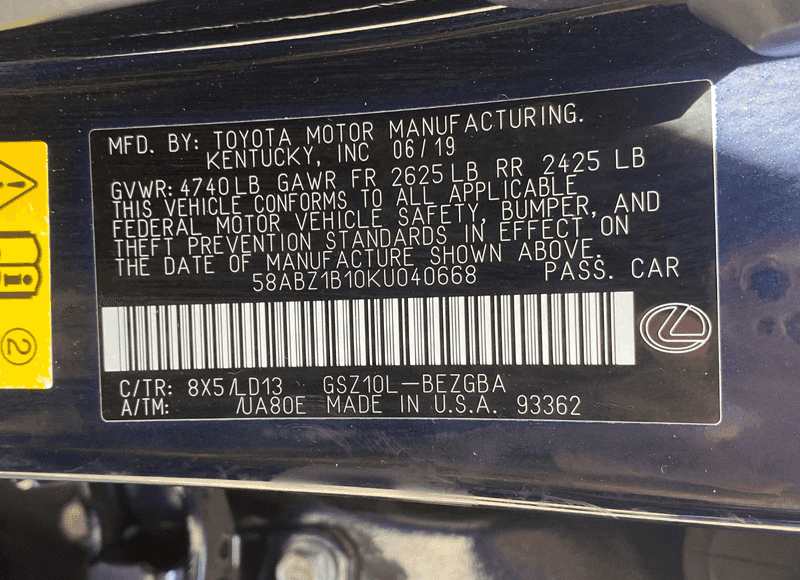 MFD. BY: TOYOTA MOTOR MANUFACTURING.
KENTUCKY, INC 06/19
GVWR: 4740 LB GAWR FR 2625 LB RR 2425 LB
THIS VEHICLE CONFORMS TO ALL APPLICABLE
FEDERAL MOTOR VEHICLE SAFETY, BUMPER, AND
THEFT PREVENTION STANDARDS IN EFFECT ON
THE DATE OF MANUFACTURE SHOWN ABOVE.
58ABZ1B10KU040668 PASS. CAR
C/TR: 8X5/LD13 GSZ10L-BEZGBA
A/TM: /UA80E MADE IN U.S.A. 93362
2